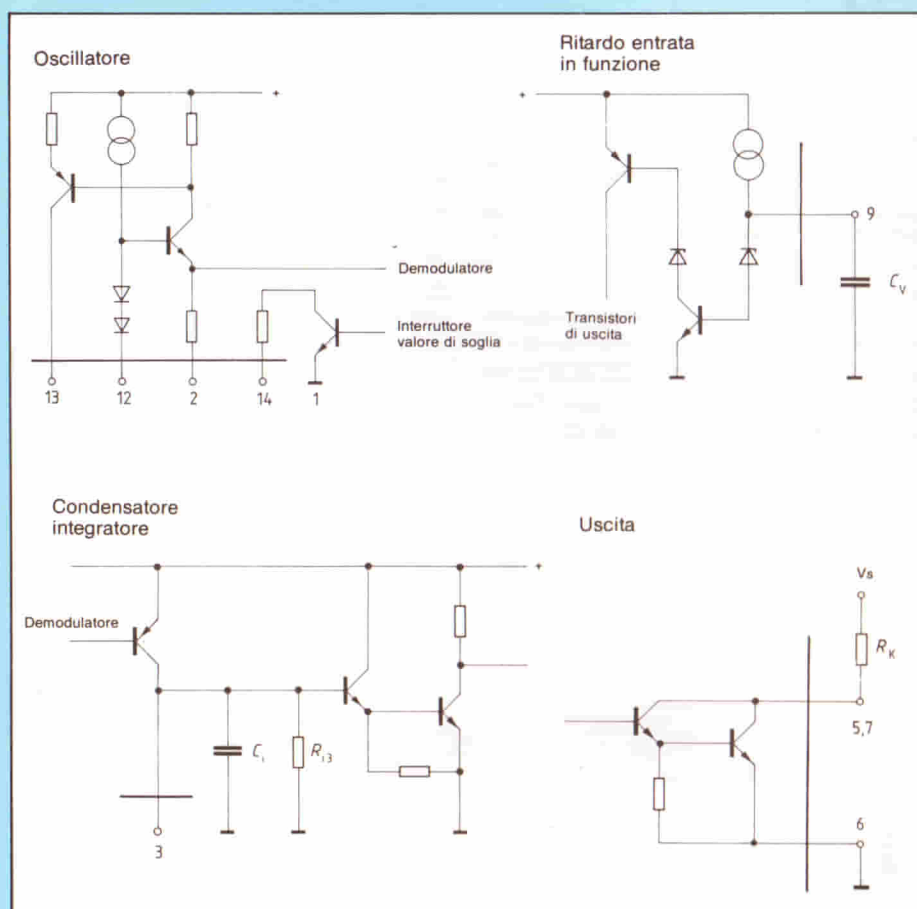 Oscillatore
Ritardo entrata
in funzione
+
+
9
C_V
Demodulatore
Interruttore
valore di soglia
Transistori
di uscita
13
12
2
14
1
Condensatore
integratore
Uscita
+
Vs
Demodulatore
R_K
5,7
C_i
R_i3
6
3